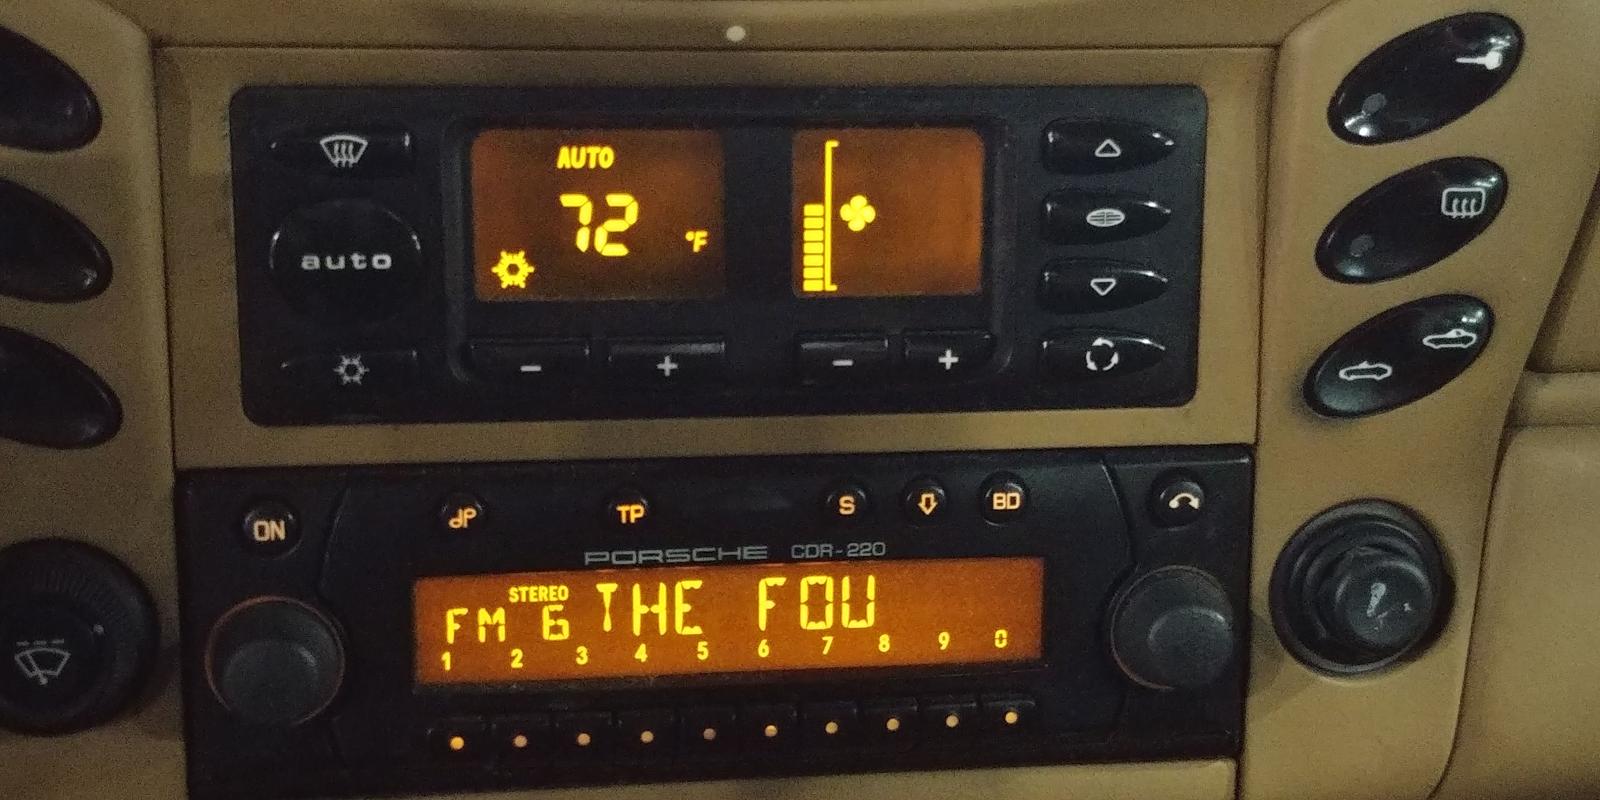 AUTO
72 °F
auto
- + - +
ON dP TP S BD
PORSCHE CDR-220
STEREO
FM 6 THE FOU
1 2 3 4 5 6 7 8 9 0